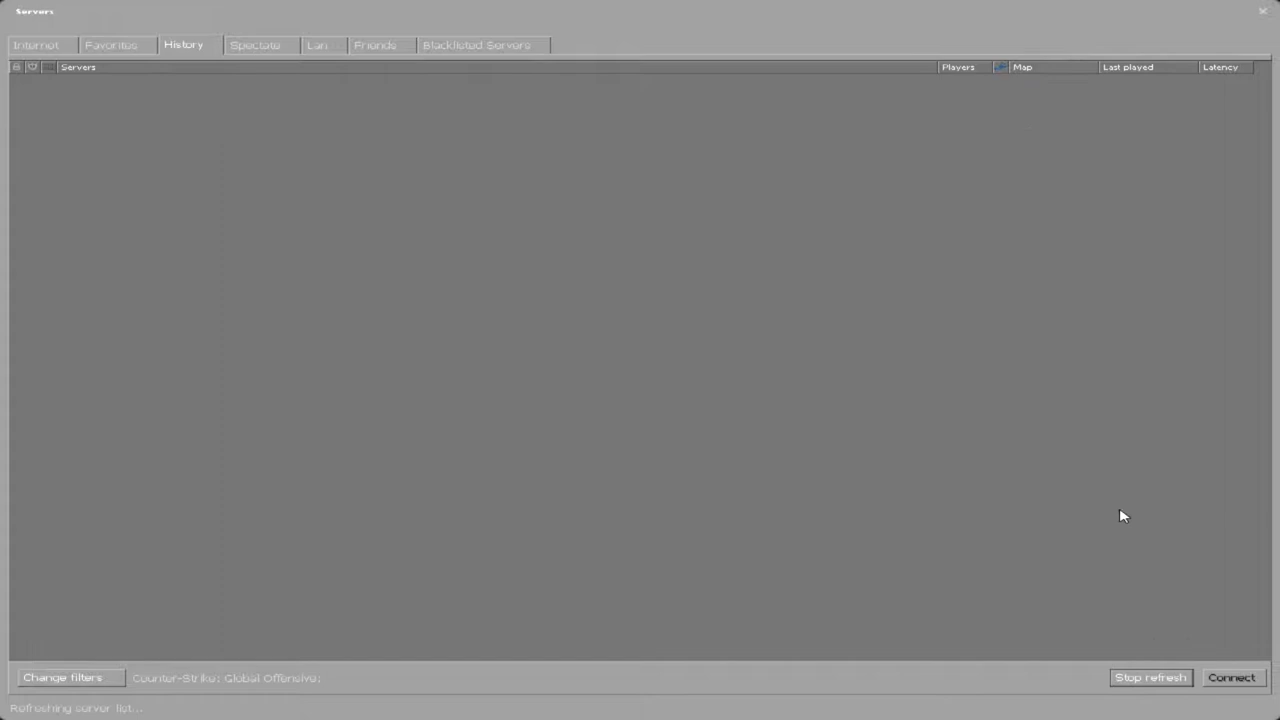 Servers
Internet Favorites History Spectate Lan Friends Blacklisted Servers
Servers Players Map Last played Latency
Change filters Counter-Strike: Global Offensive; Stop refresh Connect
Refreshing server list...